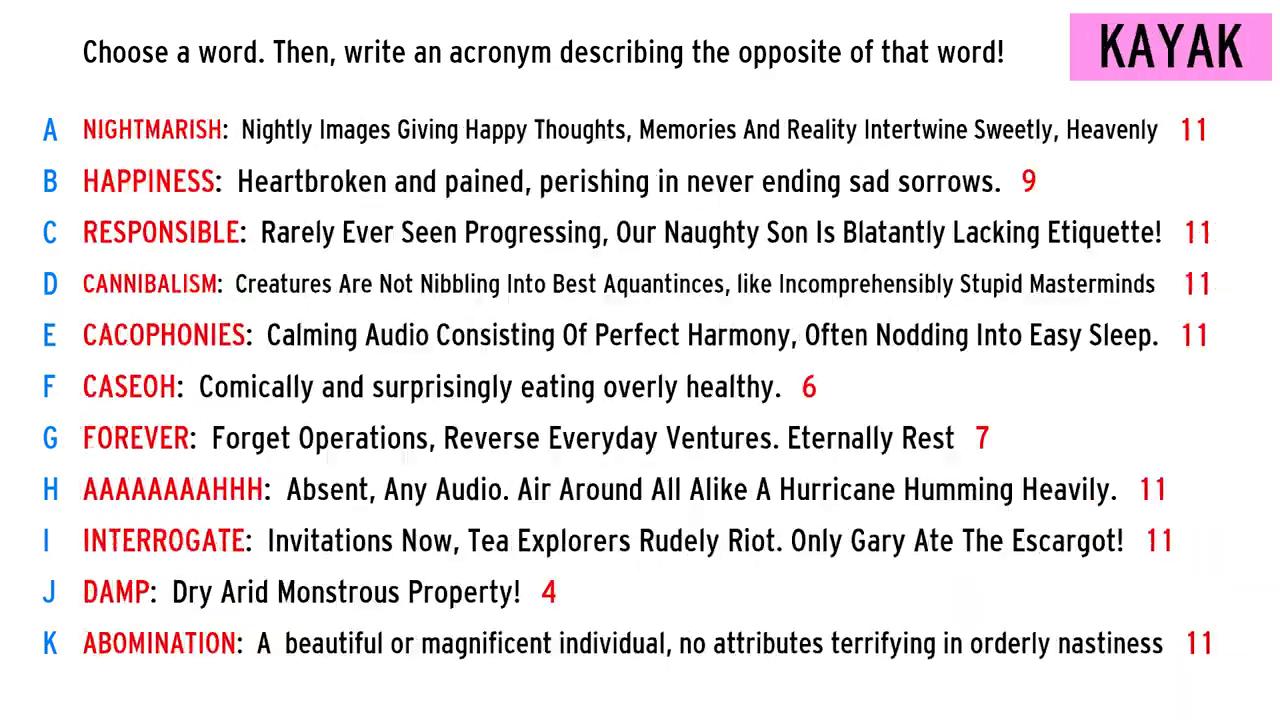 Choose a word. Then, write an acronym describing the opposite of that word!
KAYAK
A NIGHTMARISH: Nightly Images Giving Happy Thoughts, Memories And Reality Intertwine Sweetly, Heavenly 11
B HAPPINESS: Heartbroken and pained, perishing in never ending sad sorrows. 9
C RESPONSIBLE: Rarely Ever Seen Progressing, Our Naughty Son Is Blatantly Lacking Etiquette! 11
D CANNIBALISM: Creatures Are Not Nibbling Into Best Aquantinces, like Incomprehensibly Stupid Masterminds 11
E CACOPHONIES: Calming Audio Consisting Of Perfect Harmony, Often Nodding Into Easy Sleep. 11
F CASEOH: Comically and surprisingly eating overly healthy. 6
G FOREVER: Forget Operations, Reverse Everyday Ventures. Eternally Rest 7
H AAAAAAAAHHH: Absent, Any Audio. Air Around All Alike A Hurricane Humming Heavily. 11
I INTERROGATE: Invitations Now, Tea Explorers Rudely Riot. Only Gary Ate The Escargot! 11
J DAMP: Dry Arid Monstrous Property! 4
K ABOMINATION: A beautiful or magnificent individual, no attributes terrifying in orderly nastiness 11